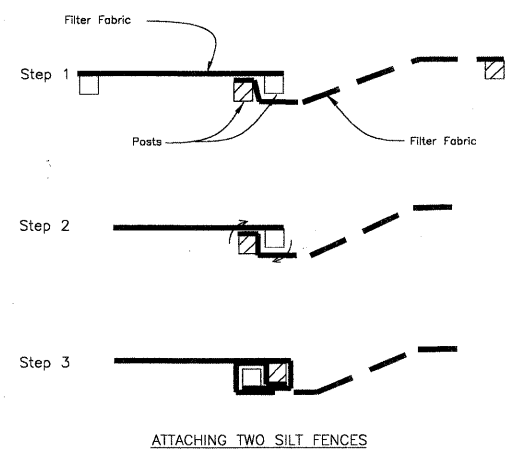 Filter Fabric
Step 1
Posts
Filter Fabric
Step 2
Step 3
ATTACHING TWO SILT FENCES